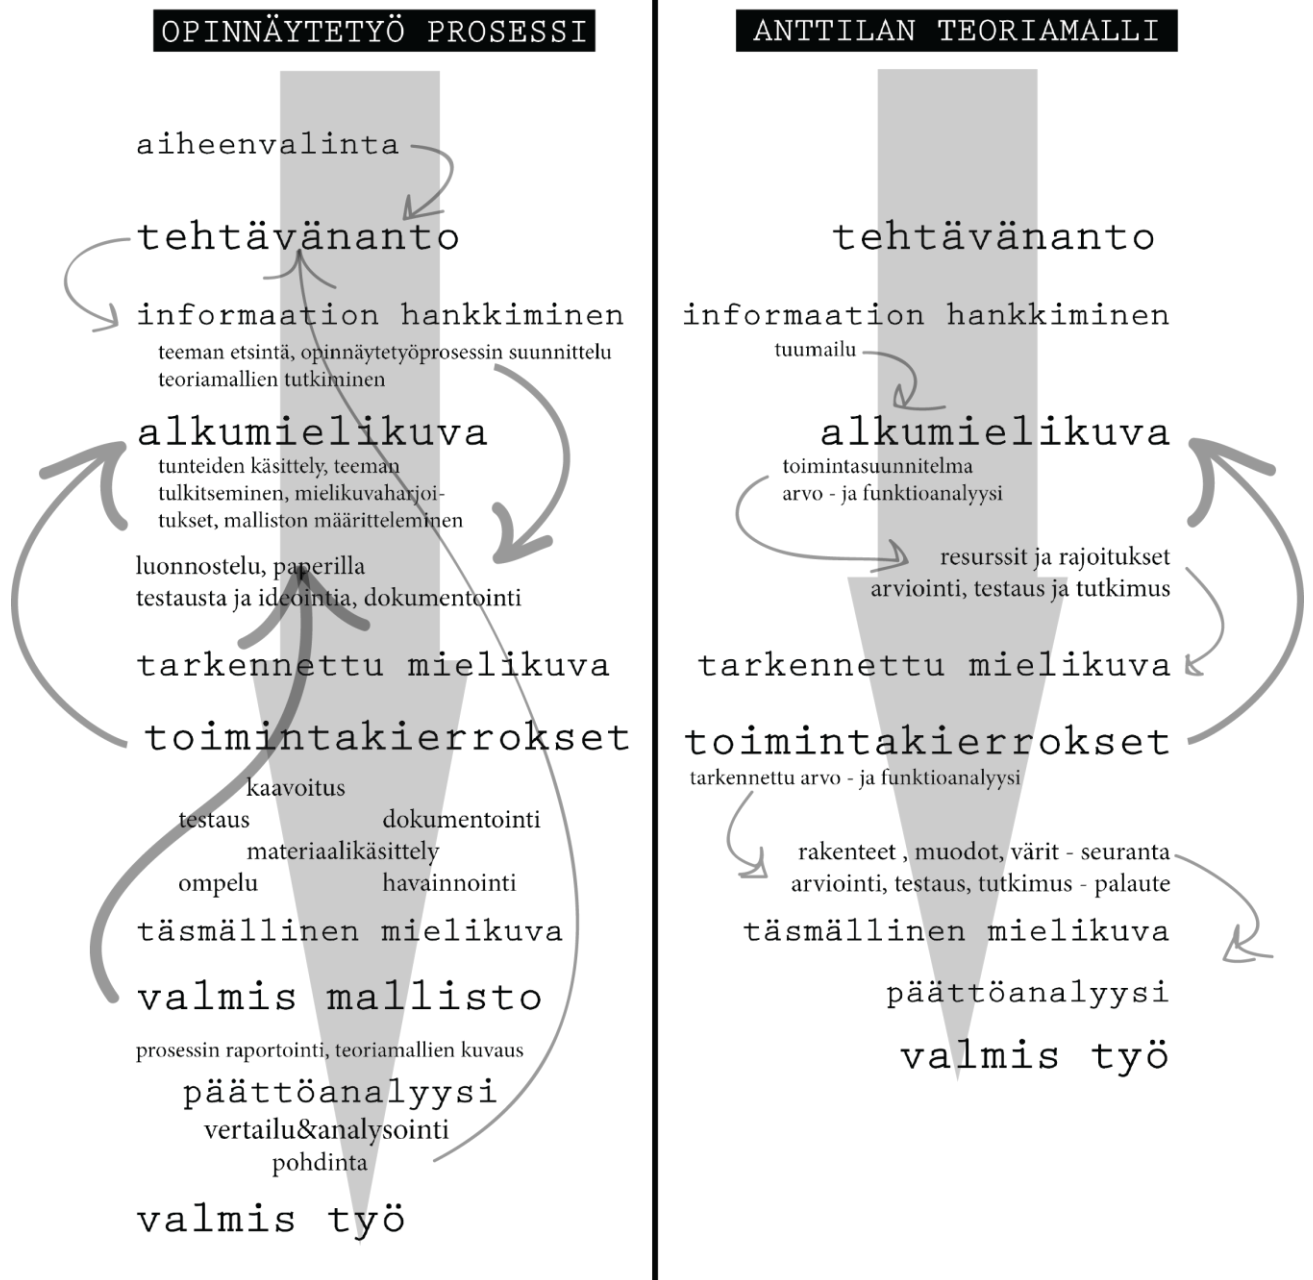 OPINNÄYTETYÖ PROSESSI
aiheenvalinta
tehtävänanto
informaation hankkiminen
teeman etsintä, opinnäytetyöprosessin suunnittelu
teoriamallien tutkiminen
alkumielikuva
tunteiden käsittely, teeman
tulkitseminen, mielikuvaharjoi-
tukset, malliston määritteleminen
luonnostelu, paperilla
testausta ja ideointia, dokumentointi
tarkennettu mielikuva
toimintakierrokset
kaavoitus
testaus dokumentointi
materiaalikäsittely
ompelu havainnointi
täsmällinen mielikuva
valmis mallisto
prosessin raportointi, teoriamallien kuvaus
päättöanalyysi
vertailu&analysointi
pohdinta
valmis työ
ANTTILAN TEORIAMALLI
tehtävänanto
informaation hankkiminen
tuumailu
alkumielikuva
toimintasuunnitelma
arvo - ja funktioanalyysi
resurssit ja rajoitukset
arviointi, testaus ja tutkimus
tarkennettu mielikuva
toimintakierrokset
tarkennettu arvo - ja funktioanalyysi
rakenteet , muodot, värit - seuranta
arviointi, testaus, tutkimus - palaute
täsmällinen mielikuva
päättöanalyysi
valmis työ